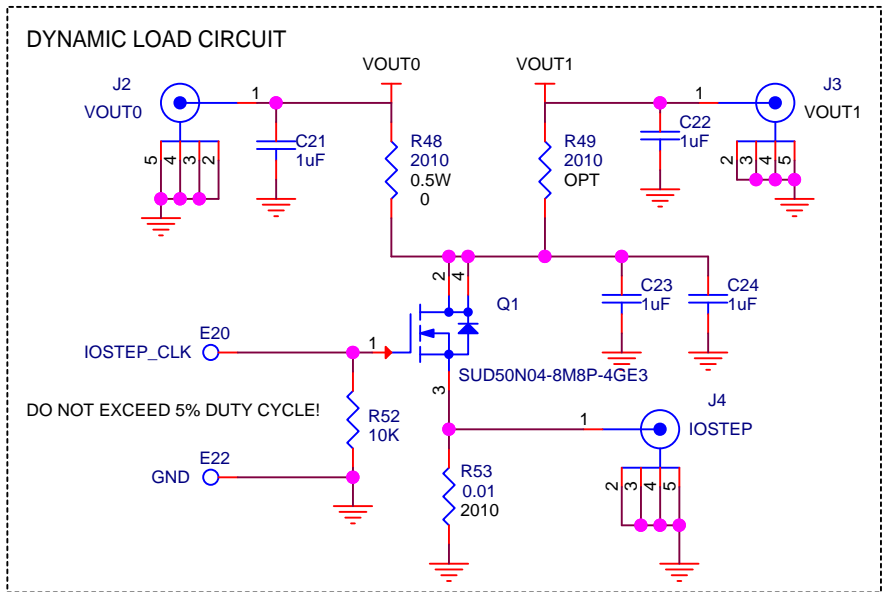 DYNAMIC LOAD CIRCUIT
J2
VOUT0
1
5
4
3
2
C21
1uF
VOUT0
R48
2010
0.5W
0
VOUT1
R49
2010
OPT
C22
1uF
1
J3
VOUT1
2
3
4
5
2
4
Q1
C23
1uF
C24
1uF
IOSTEP_CLK
E20
1
SUD50N04-8M8P-4GE3
3
DO NOT EXCEED 5% DUTY CYCLE!
R52
10K
GND
E22
R53
0.01
2010
1
J4
IOSTEP
2
3
4
5